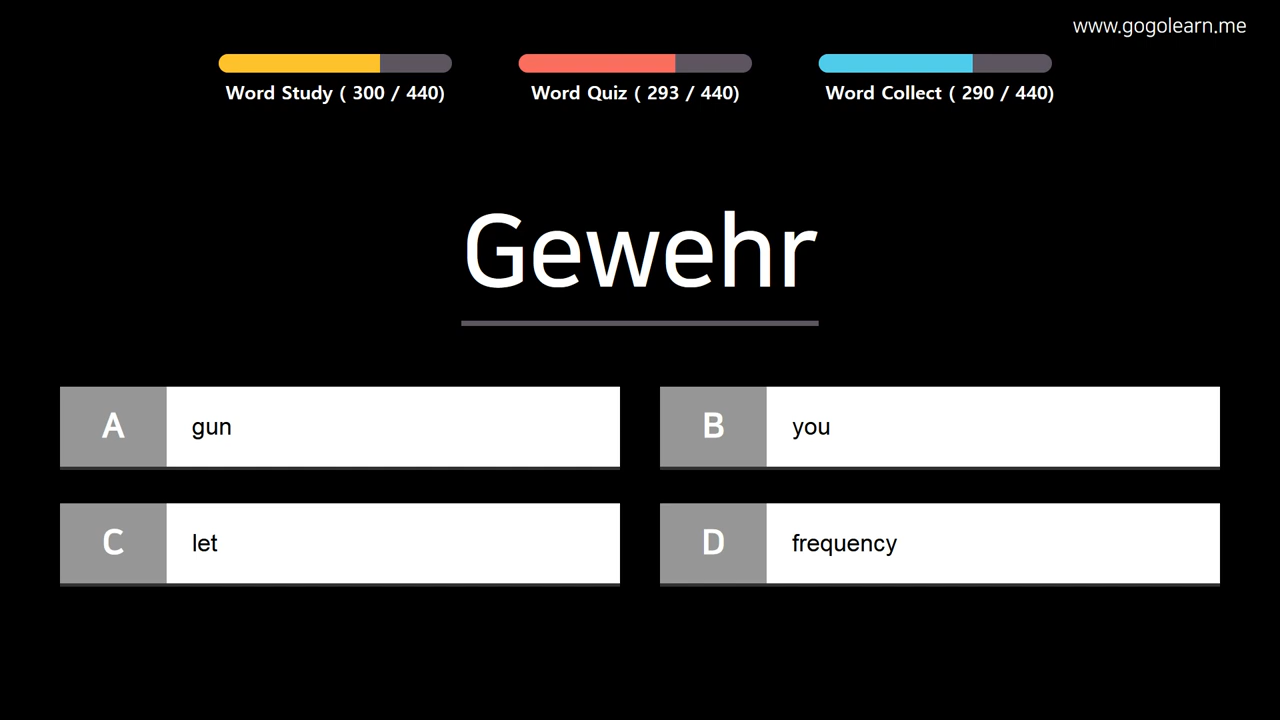 www.gogolearn.me
Word Study ( 300 / 440)
Word Quiz ( 293 / 440)
Word Collect ( 290 / 440)
Gewehr
A gun
B you
C let
D frequency